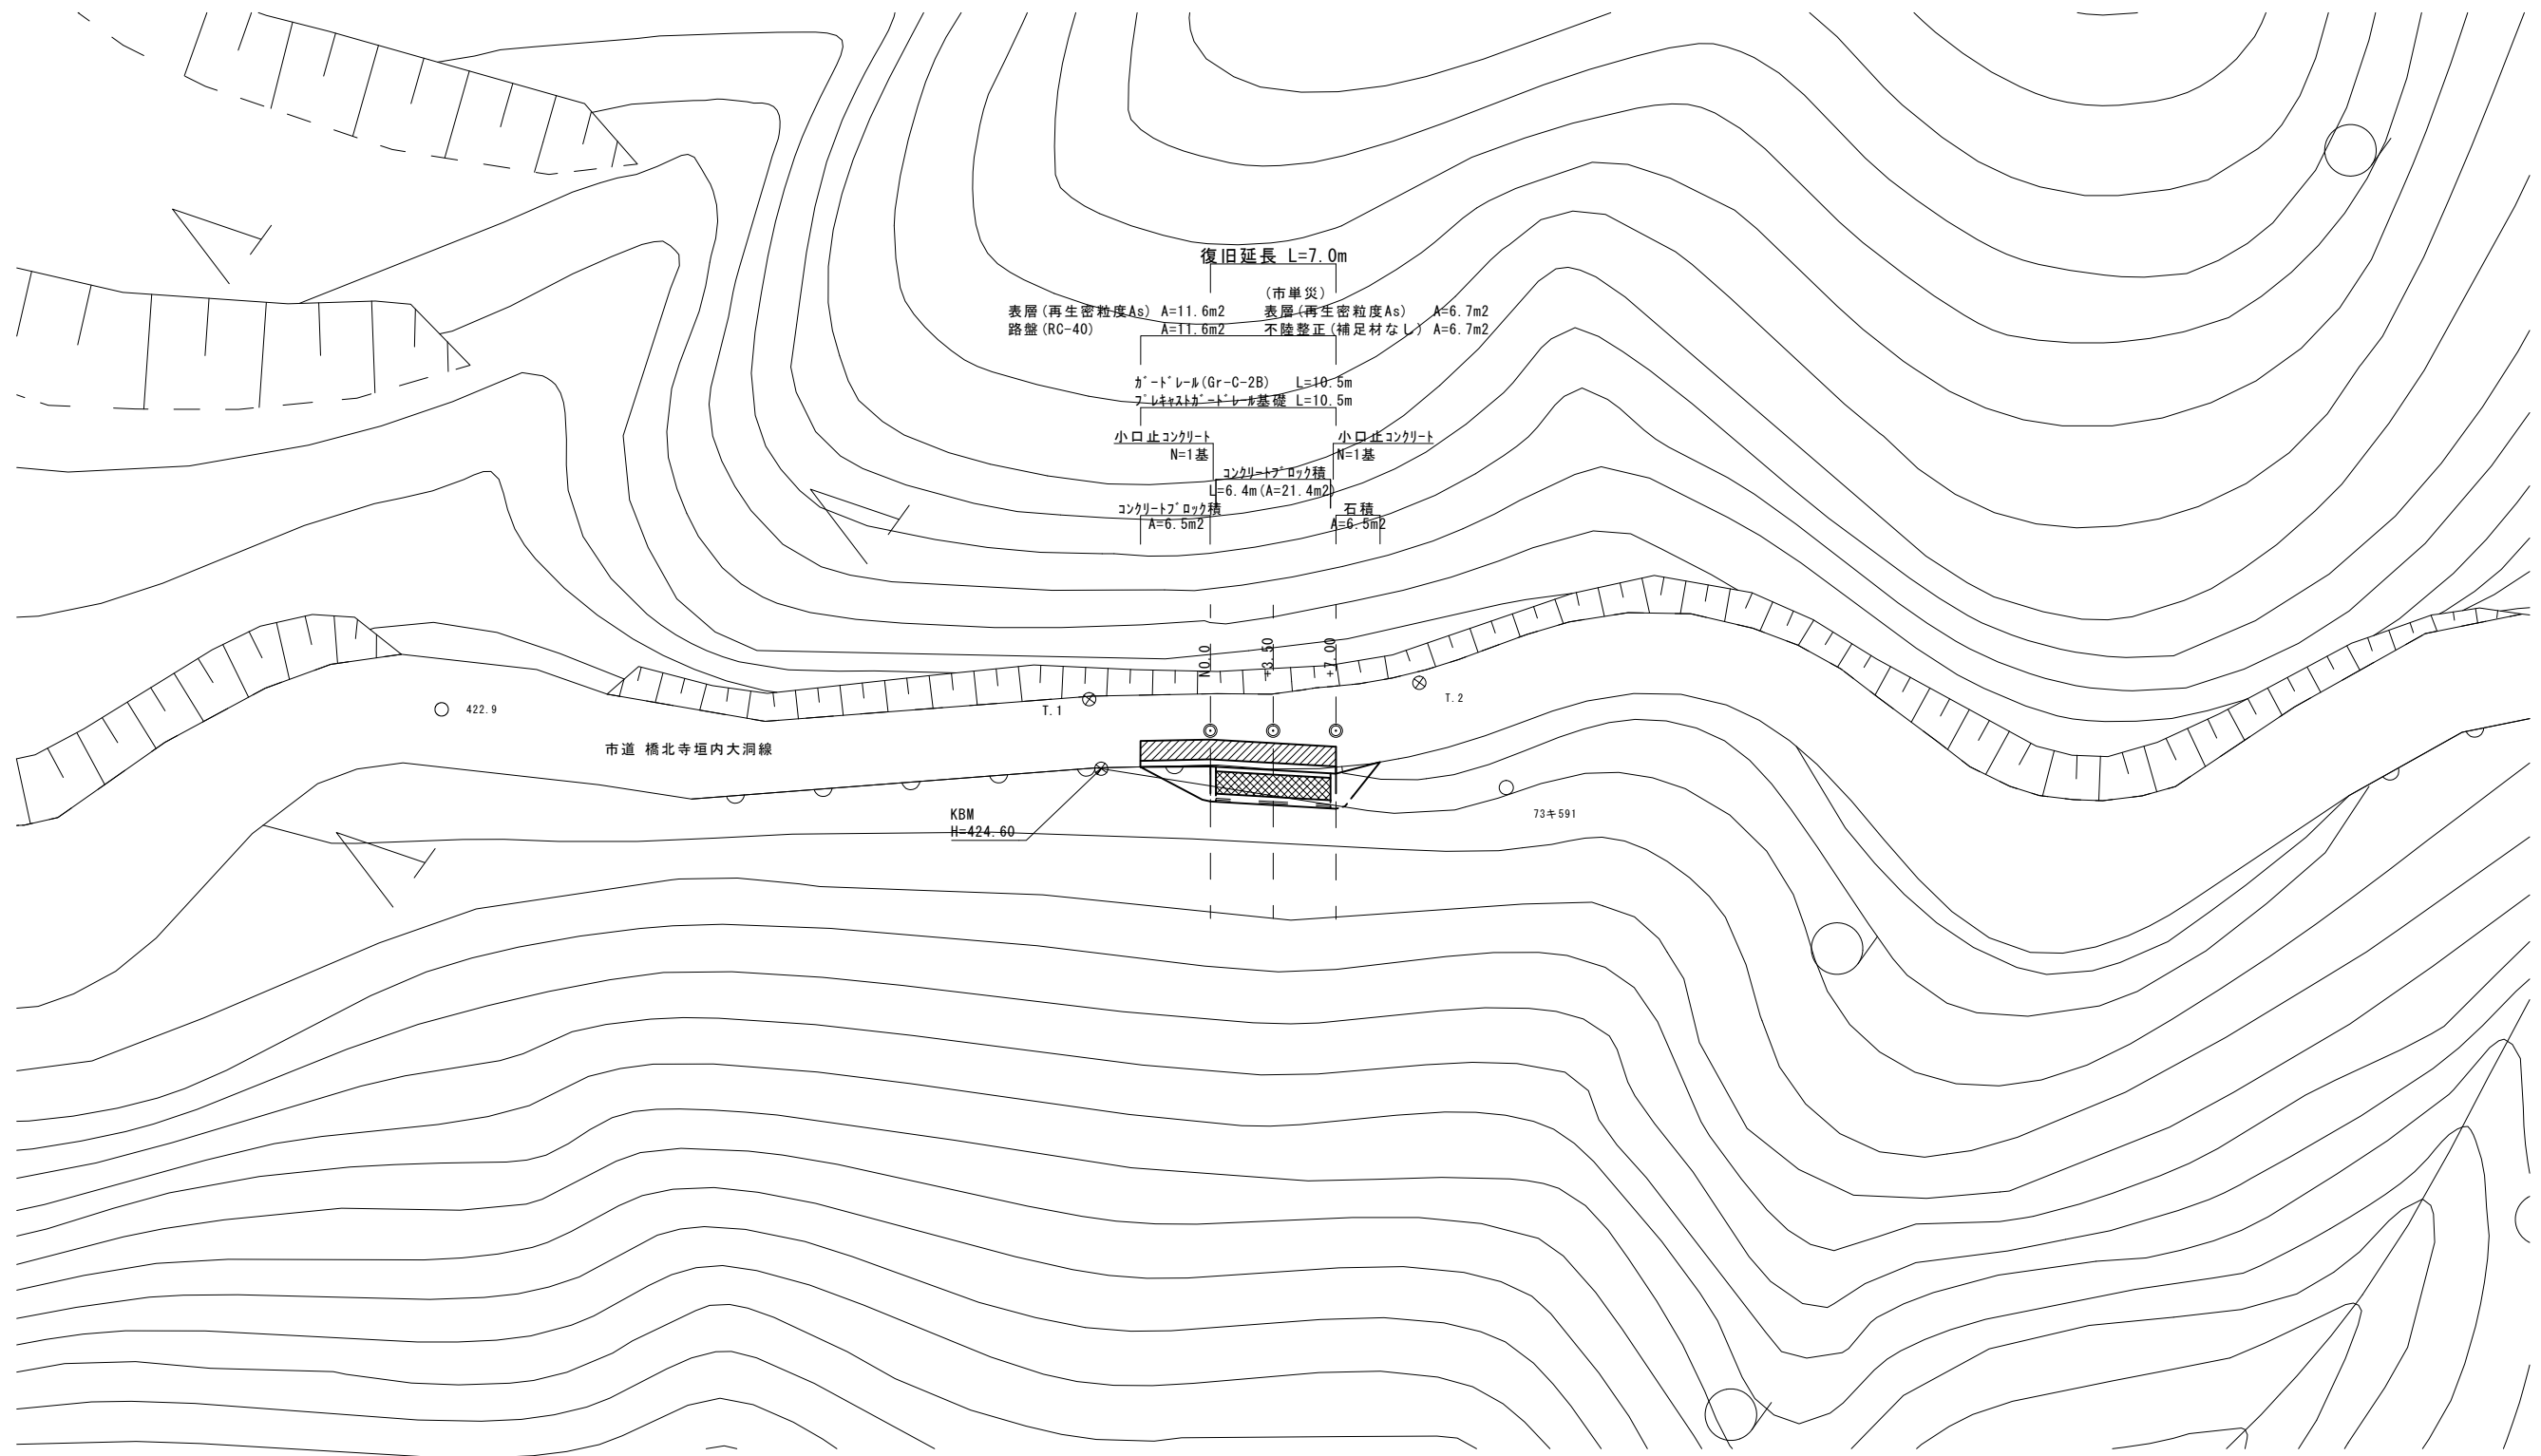 復旧延長 L=7.0m
(市単災)
表層(再生密粒度As) A=11.6m2
路盤(RC-40) A=11.6m2
表層(再生密粒度As) A=6.7m2
不陸整正(補足材なし) A=6.7m2
ｶﾞｰﾄﾞﾚｰﾙ(Gr-C-2B) L=10.5m
ﾌﾟﾚｷｬｽﾄｶﾞｰﾄﾞﾚｰﾙ基礎 L=10.5m
小口止ｺﾝｸﾘｰﾄ
N=1基
小口止ｺﾝｸﾘｰﾄ
N=1基
ｺﾝｸﾘｰﾄﾌﾞﾛｯｸ積
L=6.4m(A=21.4m2)
ｺﾝｸﾘｰﾄﾌﾞﾛｯｸ積
A=6.5m2
石積
A=6.5m2
NO.0
+3.50
+7.00
T.1
T.2
422.9
市道 橋北寺垣内大洞線
KBM
H=424.60
73キ591